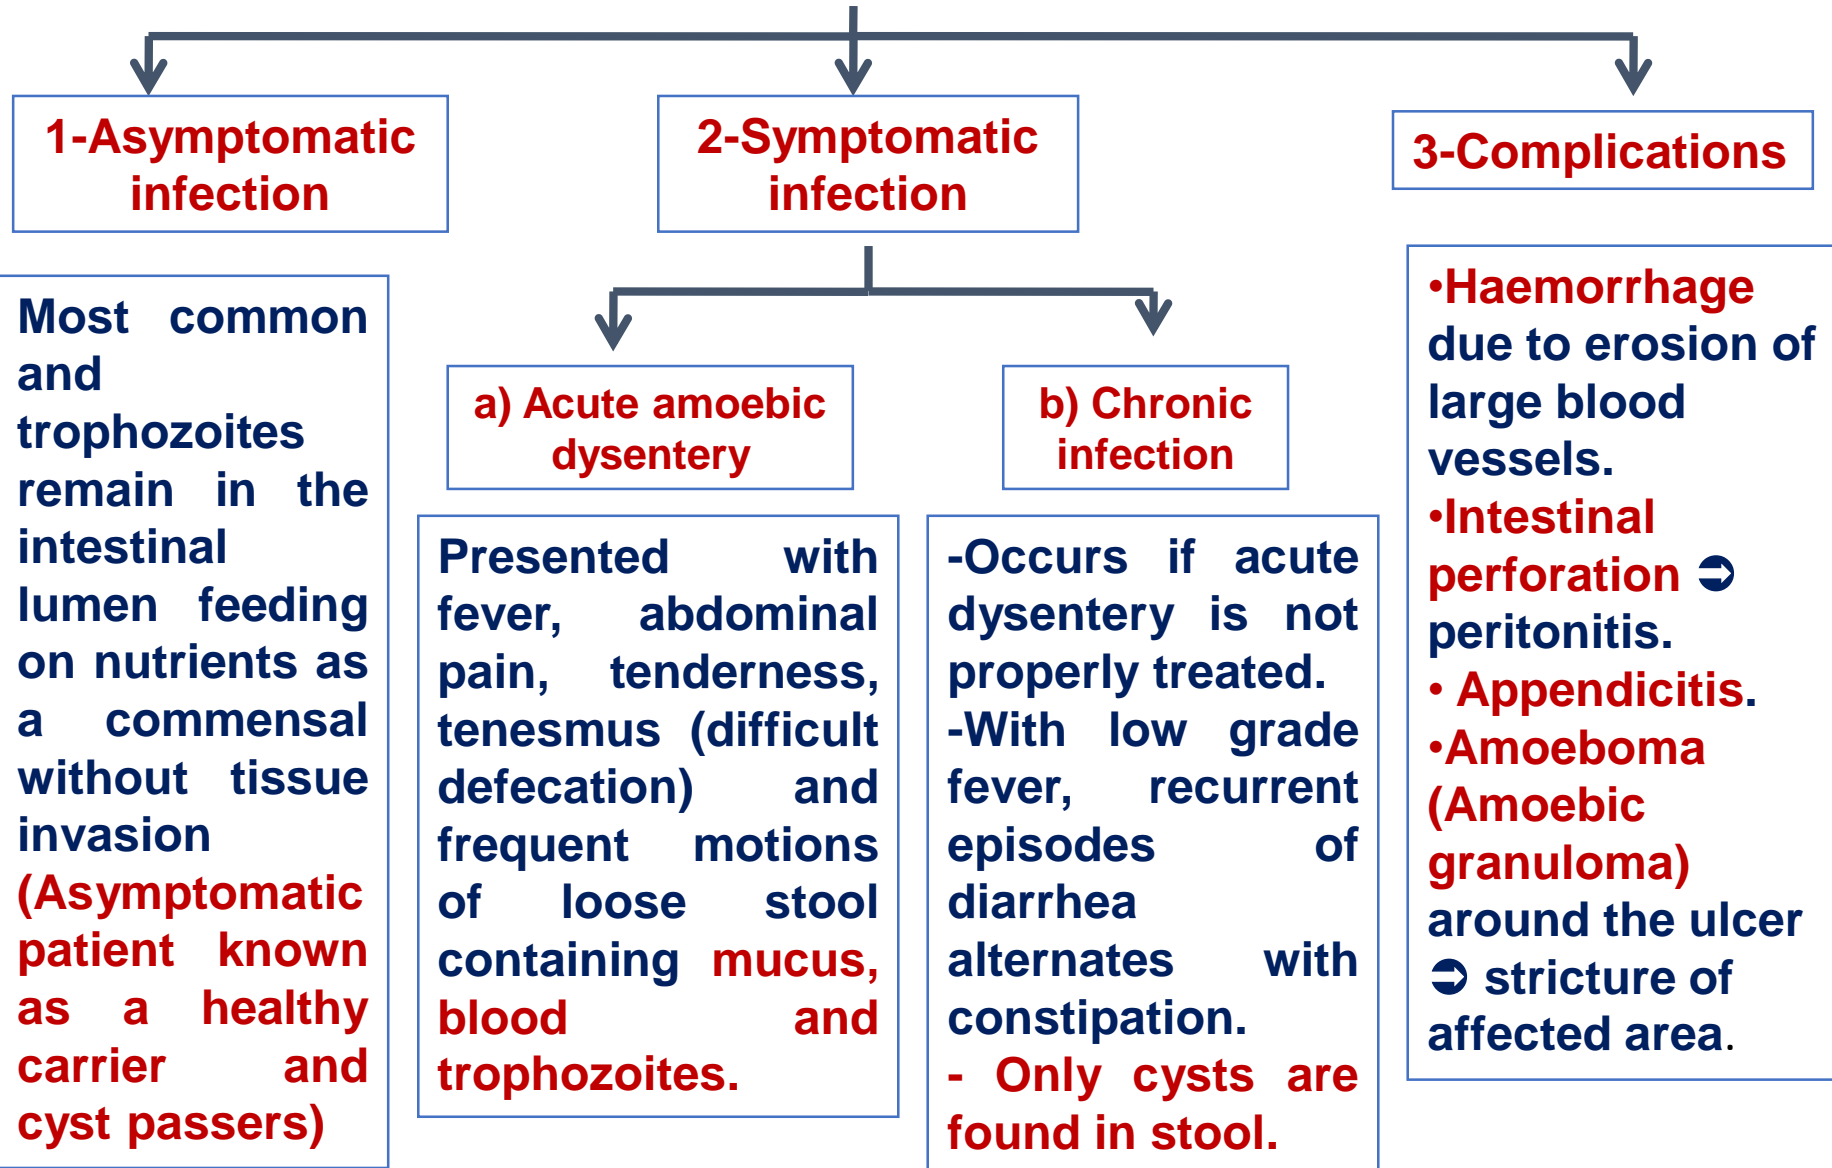 1-Asymptomatic
infection
2-Symptomatic
infection
3-Complications
Most common
and
trophozoites
remain in the
intestinal
lumen feeding
on nutrients as
a commensal
without tissue
invasion
(Asymptomatic
patient known
as a healthy
carrier and
cyst passers)
a) Acute amoebic
dysentery
Presented with
fever, abdominal
pain, tenderness,
tenesmus (difficult
defecation) and
frequent motions
of loose stool
containing mucus,
blood and
trophozoites.
b) Chronic
infection
-Occurs if acute
dysentery is not
properly treated.
-With low grade
fever, recurrent
episodes of
diarrhea
alternates with
constipation.
- Only cysts are
found in stool.
•Haemorrhage
due to erosion of
large blood
vessels.
•Intestinal
perforation ➲
peritonitis.
• Appendicitis.
•Amoeboma
(Amoebic
granuloma)
around the ulcer
➲ stricture of
affected area.